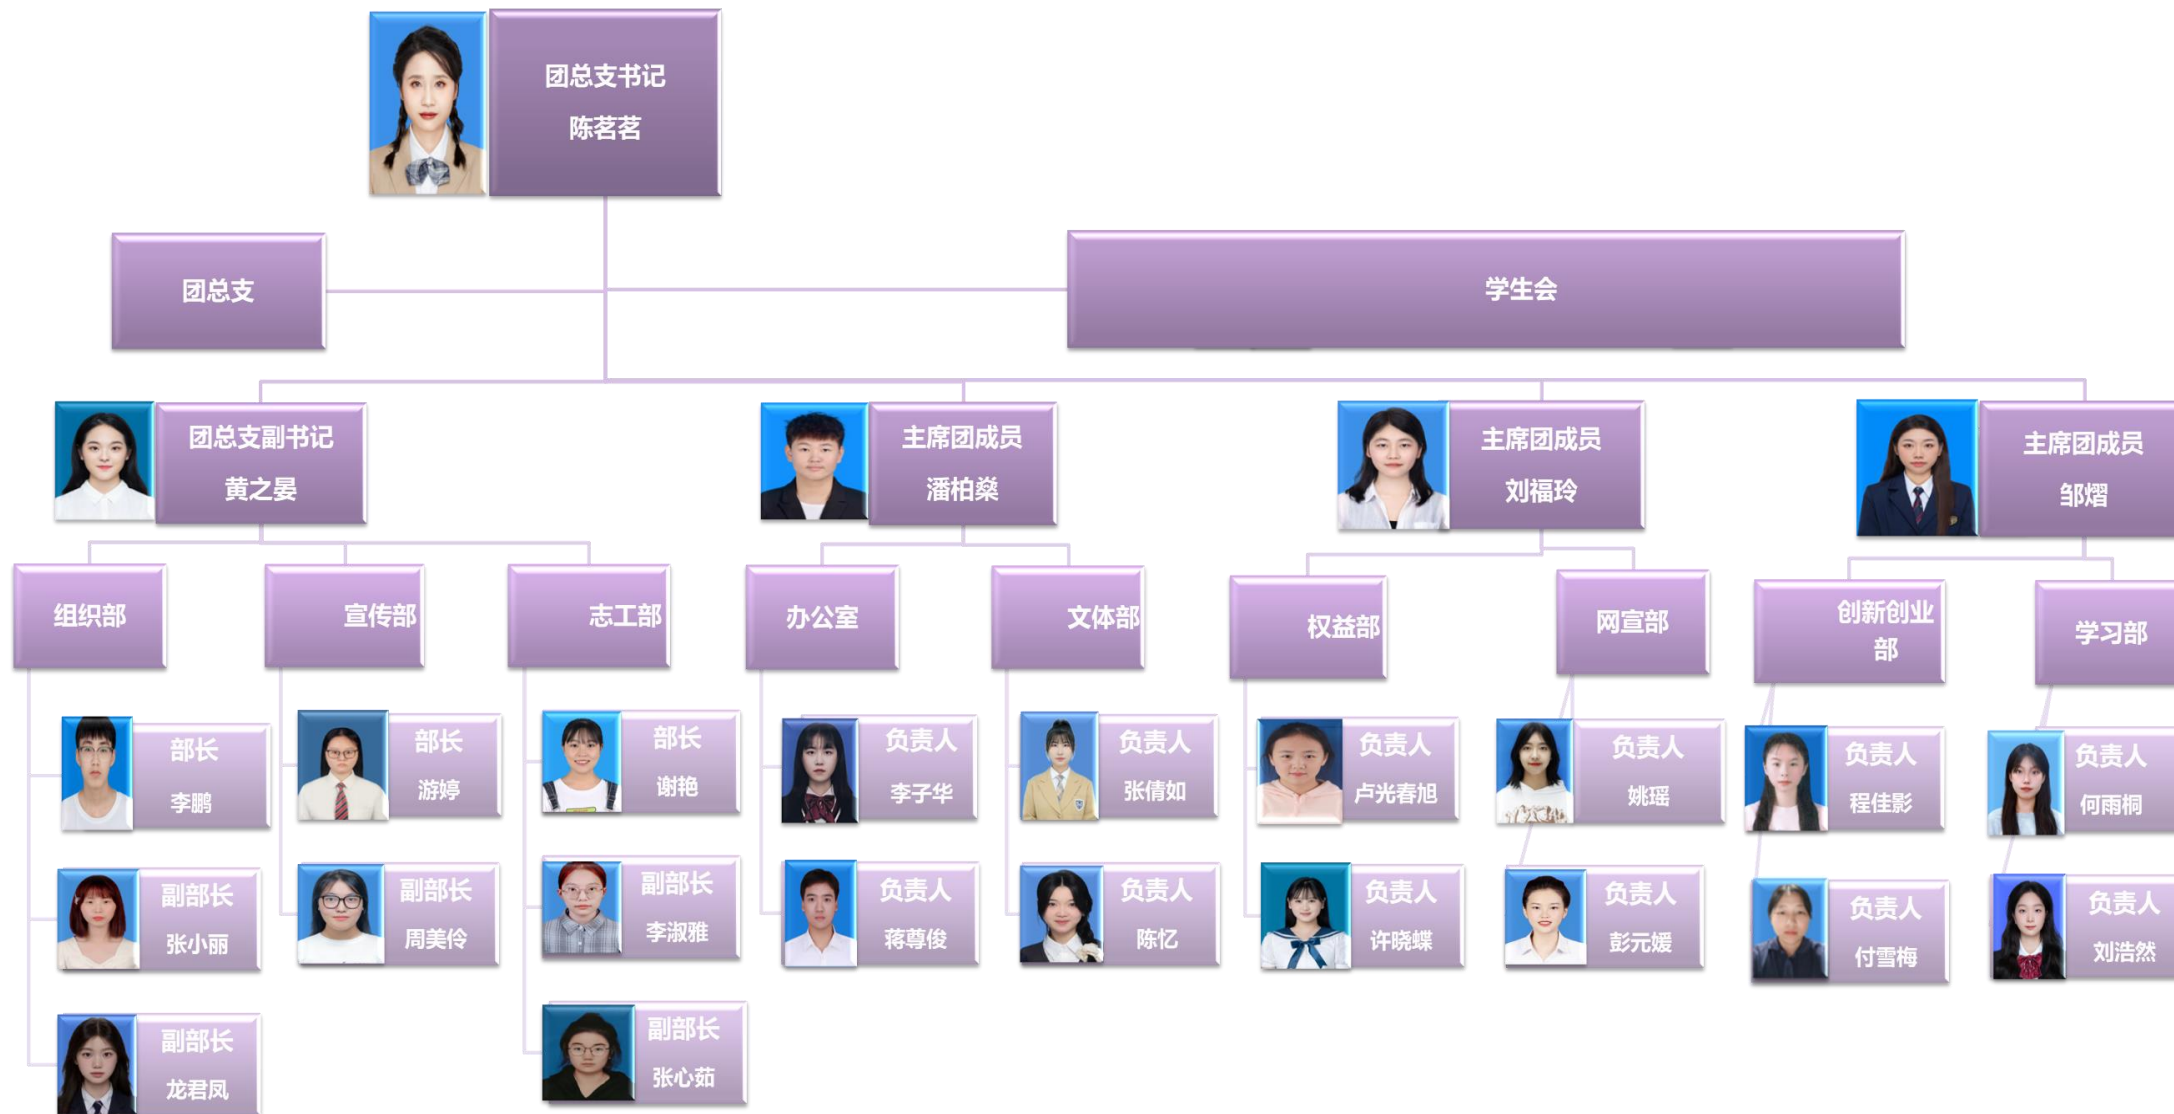 团总支书记
陈茗茗
团总支
学生会
团总支副书记
黄之晏
主席团成员
潘柏燊
主席团成员
刘福玲
主席团成员
邹熠
组织部
宣传部
志工部
办公室
文体部
权益部
网宣部
创新创业
部
学习部
部长
李鹏
部长
游婷
部长
谢艳
负责人
李子华
负责人
张倩如
负责人
卢光春旭
负责人
姚瑶
负责人
程佳影
负责人
何雨桐
副部长
张小丽
副部长
周美伶
副部长
李淑雅
负责人
蒋尊俊
负责人
陈忆
负责人
许晓蝶
负责人
彭元媛
负责人
付雪梅
负责人
刘浩然
副部长
龙君凤
副部长
张心茹